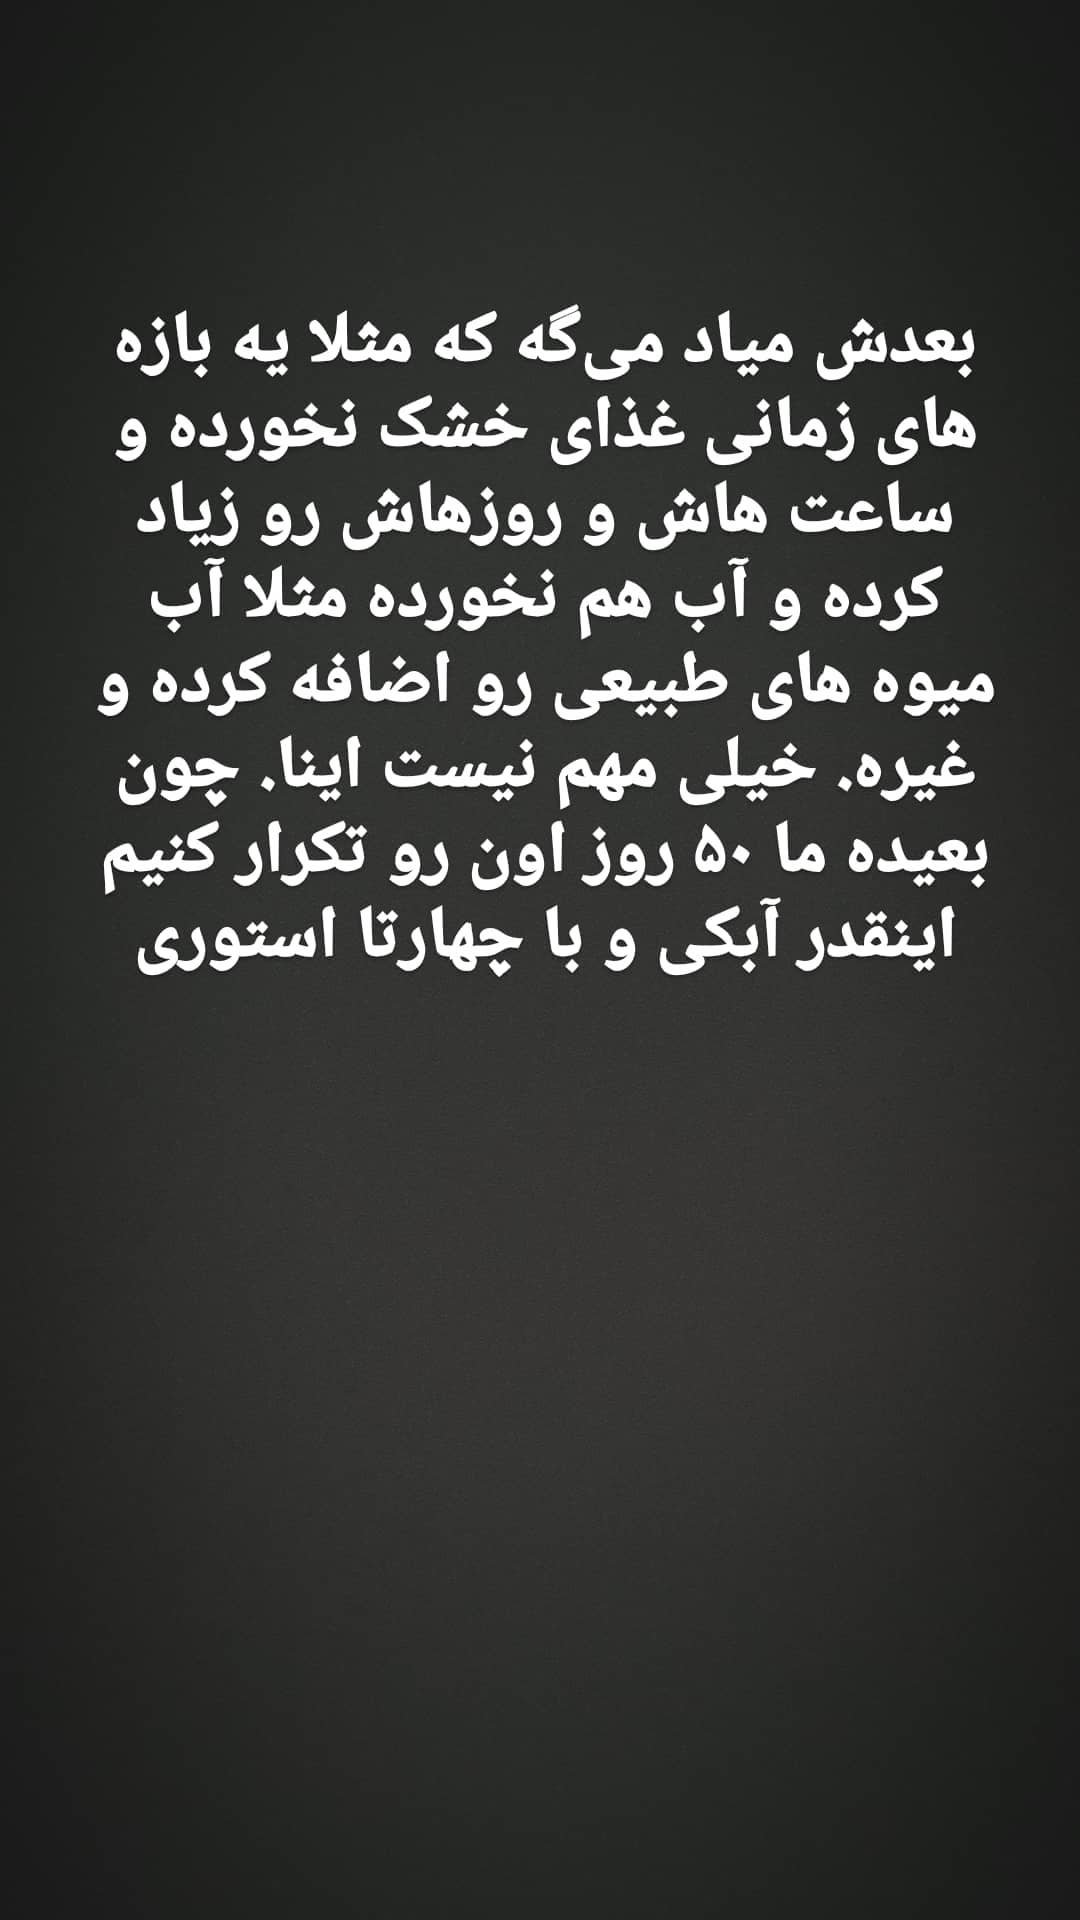 بعدش میاد می‌گه که مثلا یه بازه
های زمانی غذای خشک نخورده و
ساعت هاش و روزهاش رو زیاد
کرده و آب هم نخورده مثلا آب
میوه های طبیعی رو اضافه کرده و
غیره. خیلی مهم نیست اینا. چون
بعیده ما ۵۰ روز اون رو تکرار کنیم
اینقدر آبکی و با چهارتا استوری